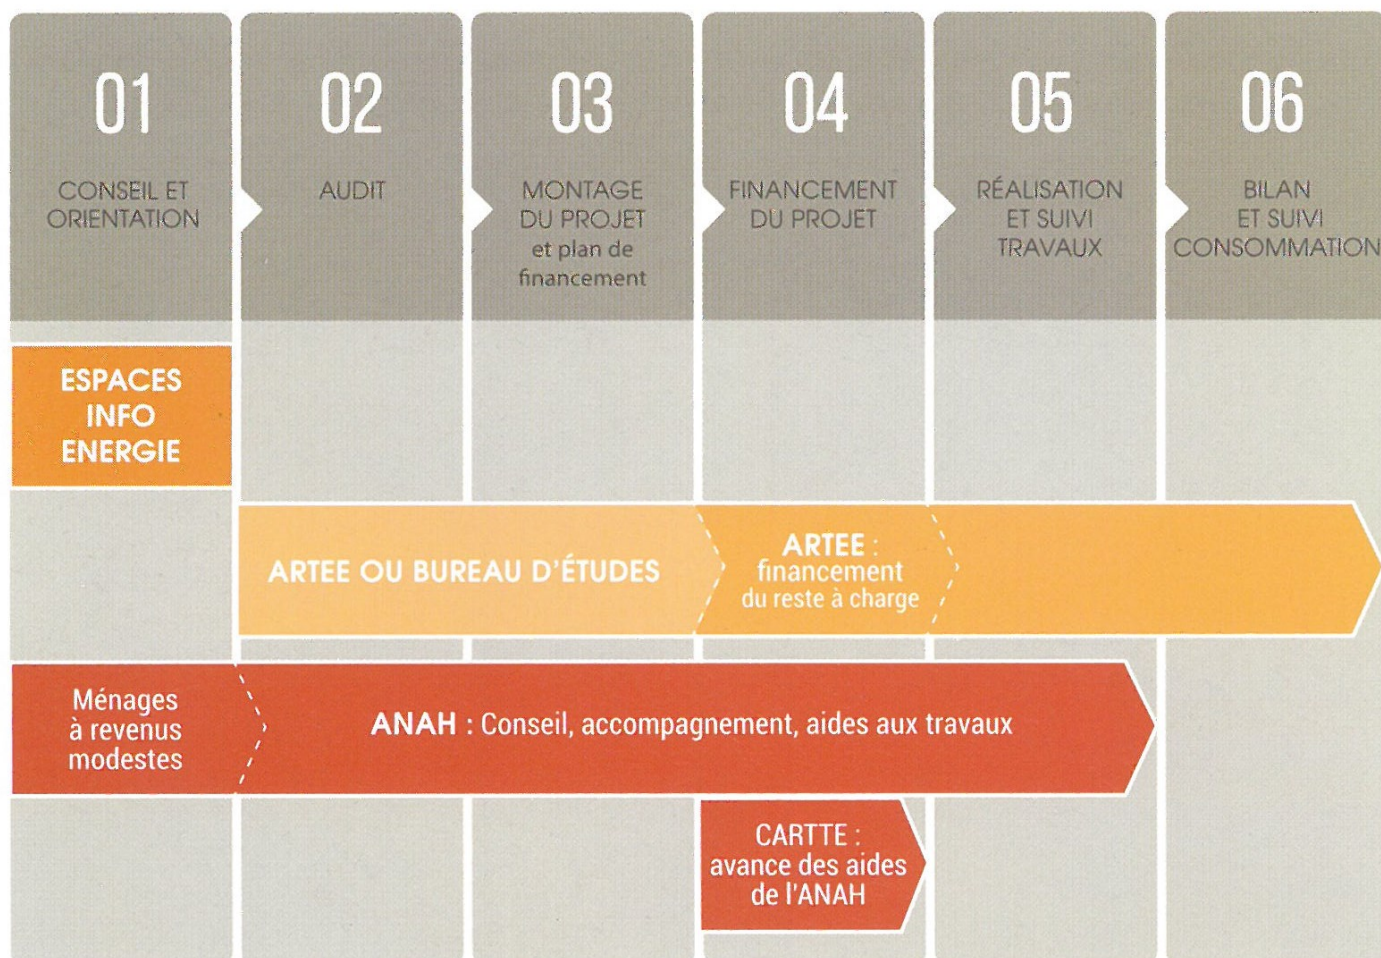 01
CONSEIL ET
ORIENTATION
02
AUDIT
03
MONTAGE
DU PROJET
et plan de
financement
04
FINANCEMENT
DU PROJET
05
RÉALISATION
ET SUIVI
TRAVAUX
06
BILAN
ET SUIVI
CONSOMMATION
ESPACES
INFO
ENERGIE
ARTEE OU BUREAU D'ÉTUDES
ARTEE :
financement
du reste à charge
Ménages
à revenus
modestes
ANAH : Conseil, accompagnement, aides aux travaux
CARTTE :
avance des aides
de l'ANAH